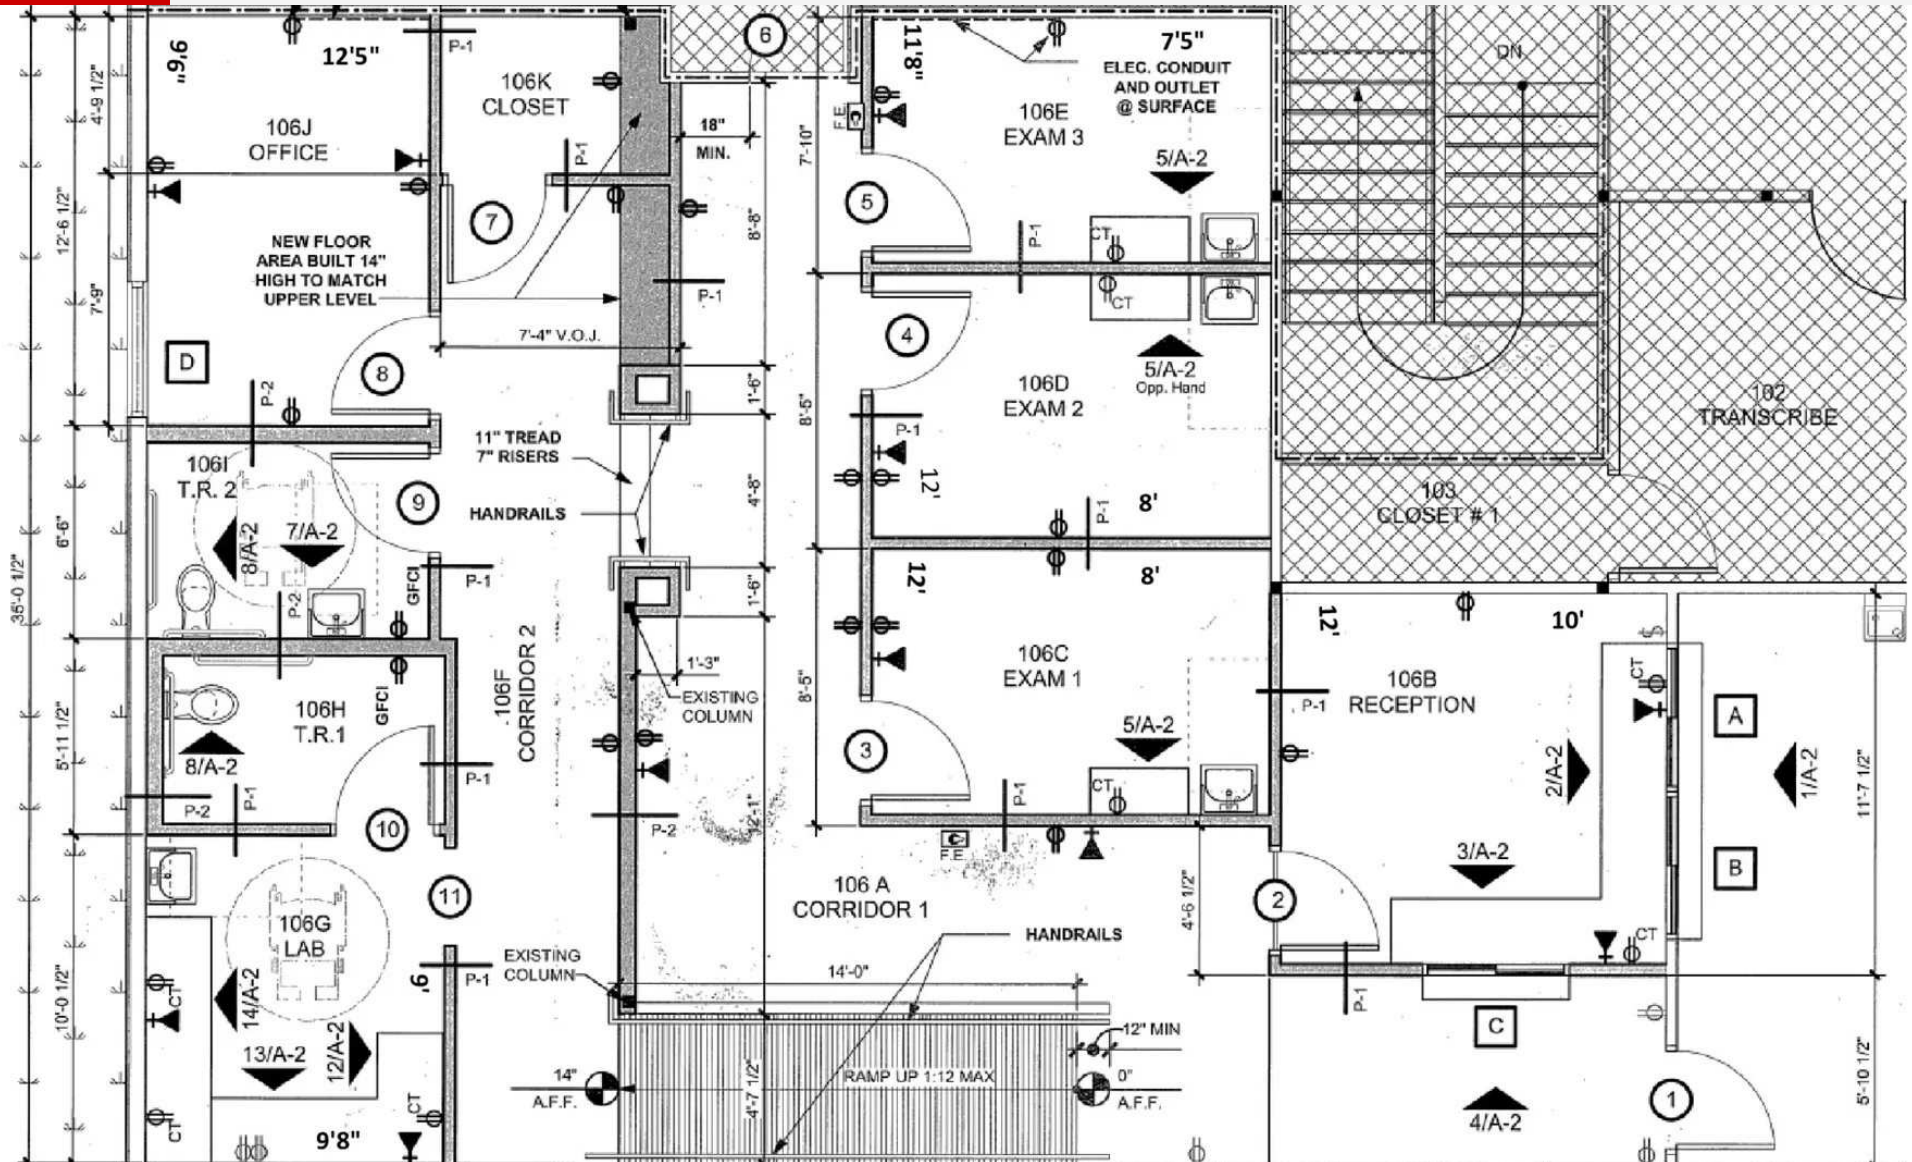 9'6"
12'5"
P-1
6
11'8"
7'5"
DN
4'-9 1/2"
106J
OFFICE
106K
CLOSET
P-1
18"
MIN.
7'-10"
F.E.
106E
EXAM 3
ELEC. CONDUIT
AND OUTLET
@ SURFACE
5/A-2
12'-6 1/2"
7
8'-8"
5
P-1
CT
NEW FLOOR
AREA BUILT 14"
HIGH TO MATCH
UPPER LEVEL
P-1
7'-9"
7'-4" V.O.J.
CT
D
8
4
5/A-2
Opp. Hand
P-2
1'-6"
8'-5"
106D
EXAM 2
P-1
102
TRANSCRIBE
11" TREAD
7" RISERS
106I
T.R. 2
9
4'-8"
12'
8'
P-1
103
CLOSET # 1
HANDRAILS
6'-6"
8/A-2
7/A-2
GFCI
P-1
P-2
35'-0 1/2"
1'-6"
12'
8'
12'
10'
106F
CORRIDOR 2
1'-3"
EXISTING
COLUMN
8'-5"
106C
EXAM 1
P-1
106B
RECEPTION
$
CT
A
5'-11 1/2"
106H
T.R.1
GFCI
8/A-2
P-1
3
5/A-2
2/A-2
1/A-2
11'-7 1/2"
P-2
P-1
10
P-2
12'-1"
CT
P-1
F.E.
3/A-2
B
11
106 A
CORRIDOR 1
4'-6 1/2"
2
106G
LAB
HANDRAILS
CT
EXISTING
COLUMN
14'-0"
P-1
9'
P-1
10'-0 1/2"
CT
14/A-2
13/A-2
12/A-2
C
12" MIN
14"
A.F.F.
4'-7 1/2"
RAMP UP 1:12 MAX
0"
A.F.F.
5'-10 1/2"
1
4/A-2
CT
CT
9'8"